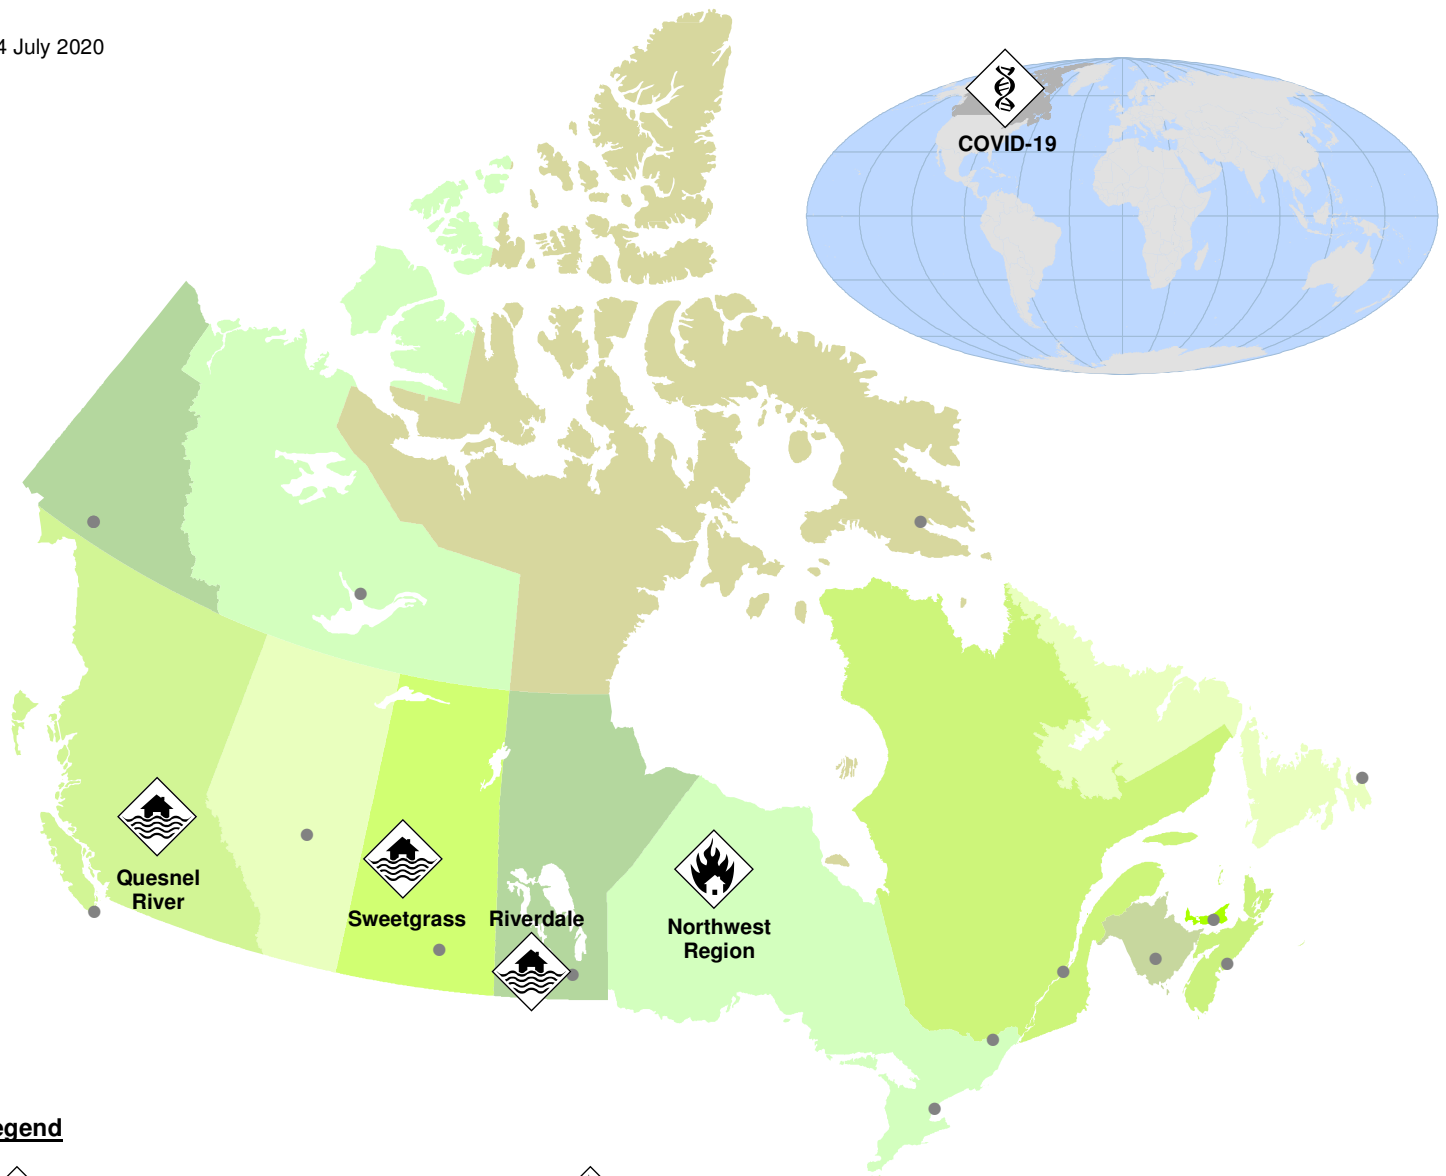 4 July 2020
COVID-19
Quesnel
River
Sweetgrass
Riverdale
Northwest
Region
egend